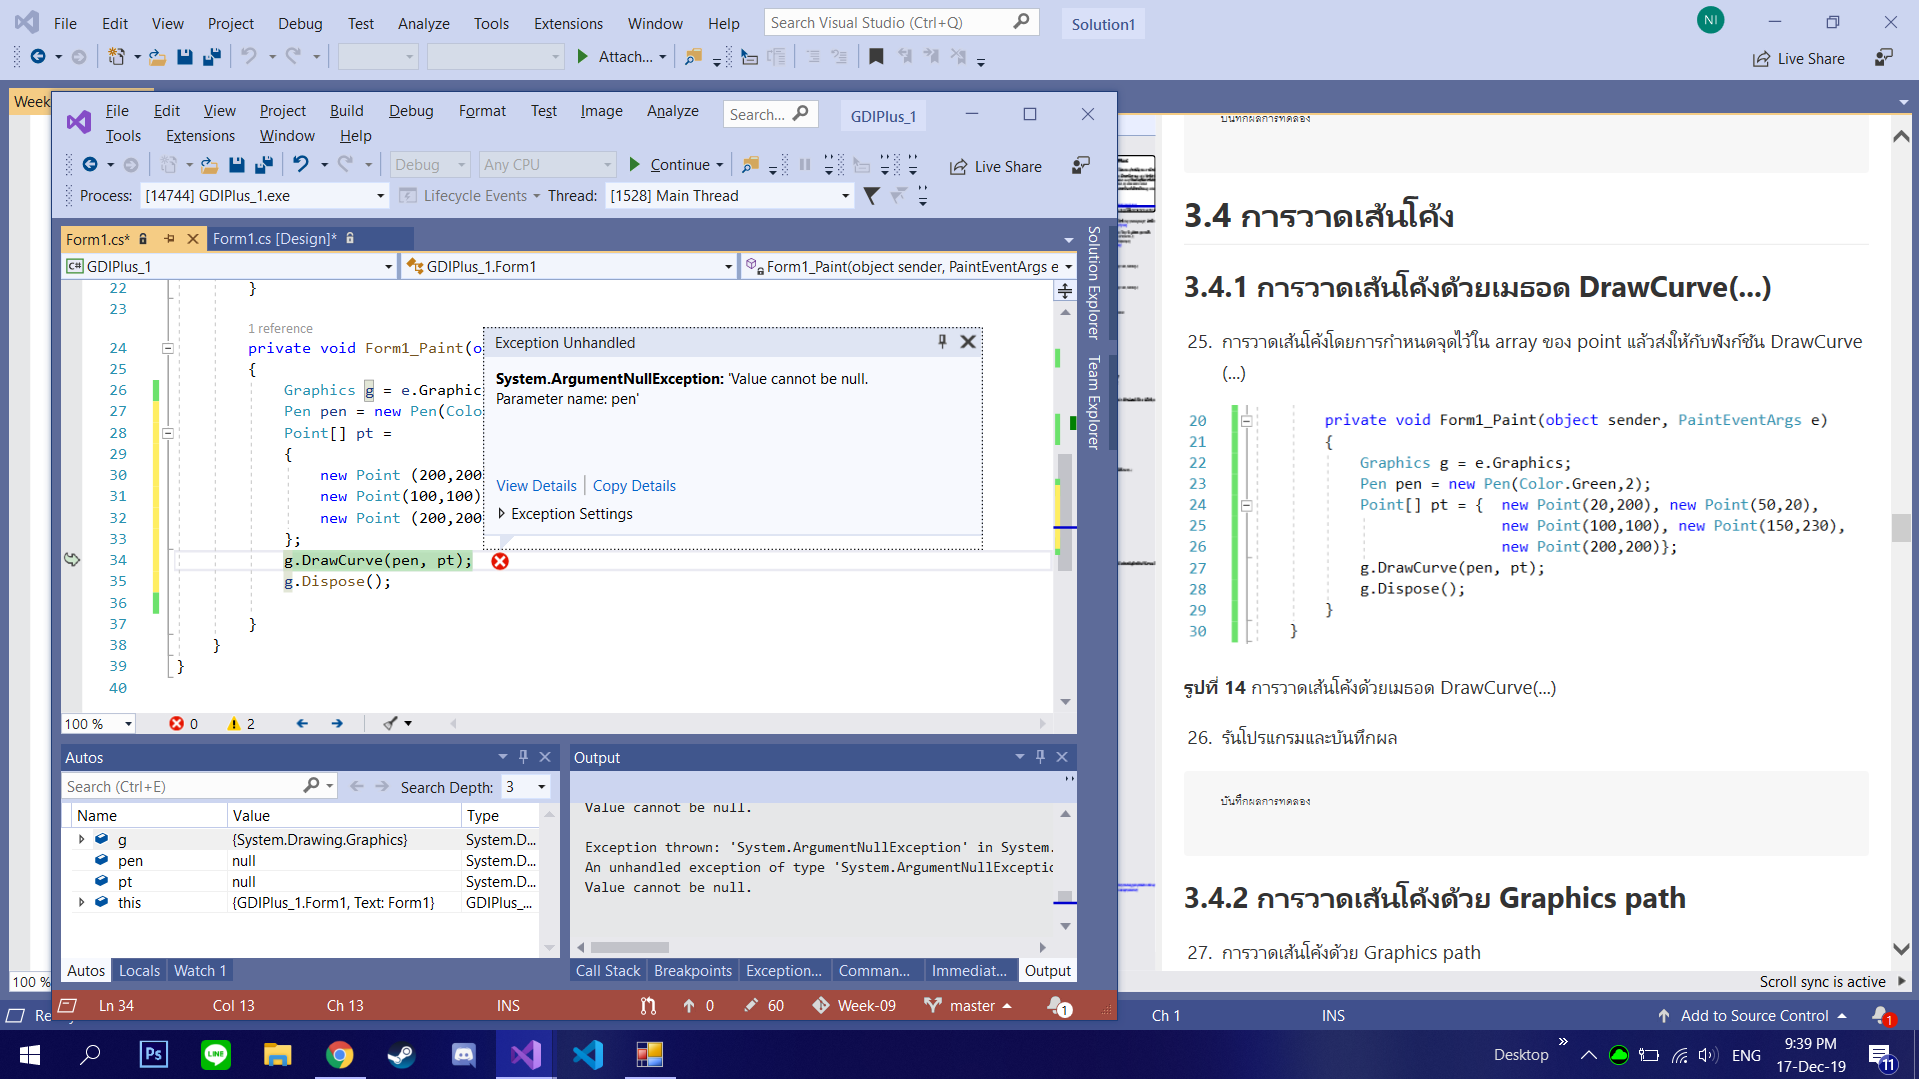 File Edit View Project Debug Test Analyze Tools Extensions Window Help Search Visual Studio (Ctrl+Q) Solution1 NI
Attach... Live Share
Week
File Edit View Project Build Debug Format Test Image Analyze Search... GDIPlus_1
Tools Extensions Window Help
Debug Any CPU Continue Live Share
Process: [14744] GDIPlus_1.exe Lifecycle Events Thread: [1528] Main Thread
Form1.cs* Form1.cs [Design]*
C# GDIPlus_1 GDIPlus_1.Form1 Form1_Paint(object sender, PaintEventArgs e
Solution Explorer
Team Explorer
22 }
23
1 reference
24 private void Form1_Paint(o
25 {
26 Graphics g = e.Graphic
27 Pen pen = new Pen(Colo
28 Point[] pt =
29 {
30 new Point (200,200
31 new Point(100,100)
32 new Point (200,200
33 };
34 g.DrawCurve(pen, pt);
35 g.Dispose();
36
37 }
38 }
39 }
40
Exception Unhandled
System.ArgumentNullException: 'Value cannot be null.
Parameter name: pen'
View Details Copy Details
Exception Settings
100 % 0 2
Autos
Search (Ctrl+E) Search Depth: 3
Name Value Type
g {System.Drawing.Graphics} System.D...
pen null System.D...
pt null System.D...
this {GDIPlus_1.Form1, Text: Form1} GDIPlus_...
Autos Locals Watch 1
Output
Value cannot be null.
Exception thrown: 'System.ArgumentNullException' in System.
An unhandled exception of type 'System.ArgumentNullExceptio
Value cannot be null.
Call Stack Breakpoints Exception... Comman... Immediat... Output
100 %
Ln 34 Col 13 Ch 13 INS 0 60 Week-09 master 1
บันทึกผลการทดลอง
3.4 การวาดเส้นโค้ง
3.4.1 การวาดเส้นโค้งด้วยเมธอด DrawCurve(...)
25. การวาดเส้นโค้งโดยการกำหนดจุดไว้ใน array ของ point แล้วส่งให้กับฟังก์ชัน DrawCurve
(...)
20 private void Form1_Paint(object sender, PaintEventArgs e)
21 {
22 Graphics g = e.Graphics;
23 Pen pen = new Pen(Color.Green,2);
24 Point[] pt = { new Point(20,200), new Point(50,20),
25 new Point(100,100), new Point(150,230),
26 new Point(200,200)};
27 g.DrawCurve(pen, pt);
28 g.Dispose();
29 }
30 }
รูปที่ 14 การวาดเส้นโค้งด้วยเมธอด DrawCurve(...)
26. รันโปรแกรมและบันทึกผล
บันทึกผลการทดลอง
3.4.2 การวาดเส้นโค้งด้วย Graphics path
27. การวาดเส้นโค้งด้วย Graphics path
Scroll sync is active
Re Ch 1 INS Add to Source Control 1
Ps LINE Desktop ENG 9:39 PM
17-Dec-19 11